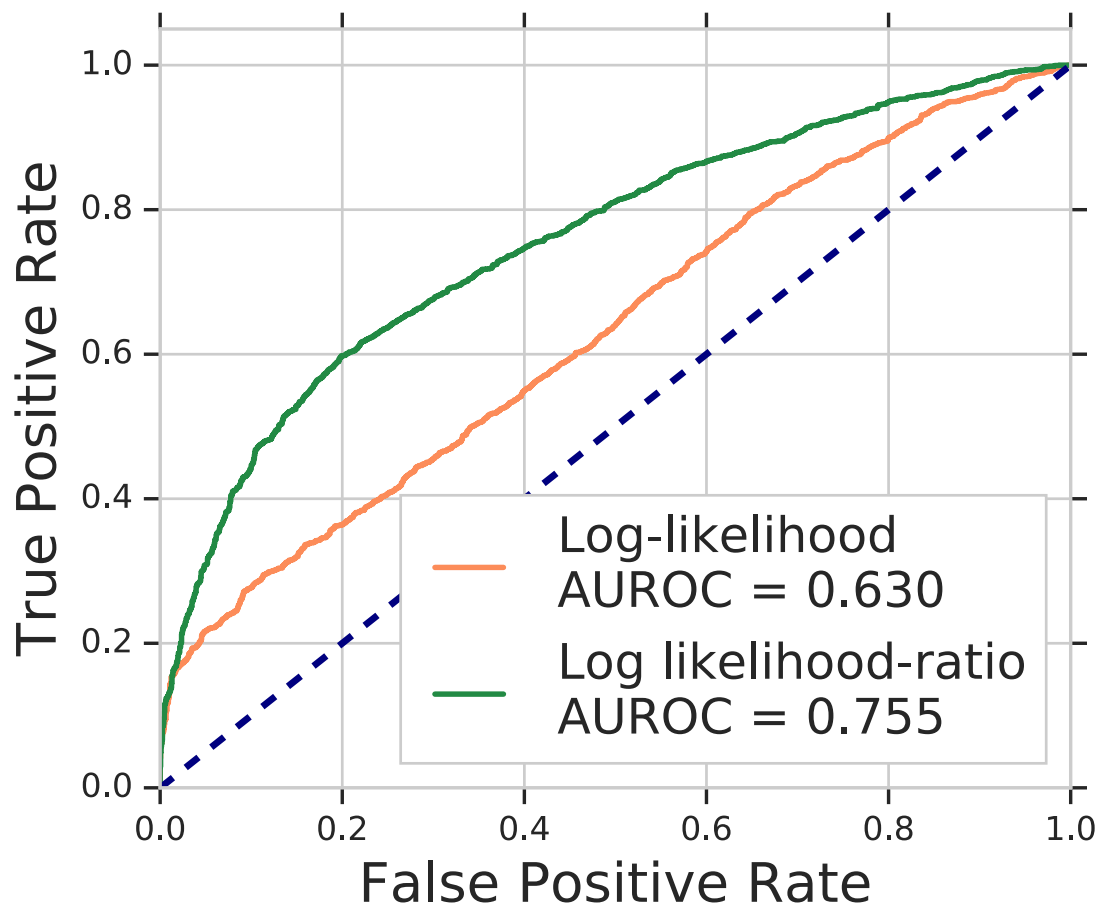 1.0
0.8
0.6
0.4
0.2
0.0
True Positive Rate
Log-likelihood
AUROC = 0.630
Log likelihood-ratio
AUROC = 0.755
0.0 0.2 0.4 0.6 0.8 1.0
False Positive Rate